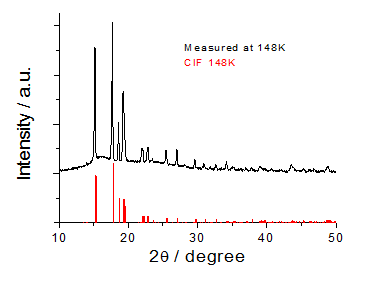 Measured at 148K
CIF 148K
Intensity / a.u.
10 20 30 40 50
2θ / degree